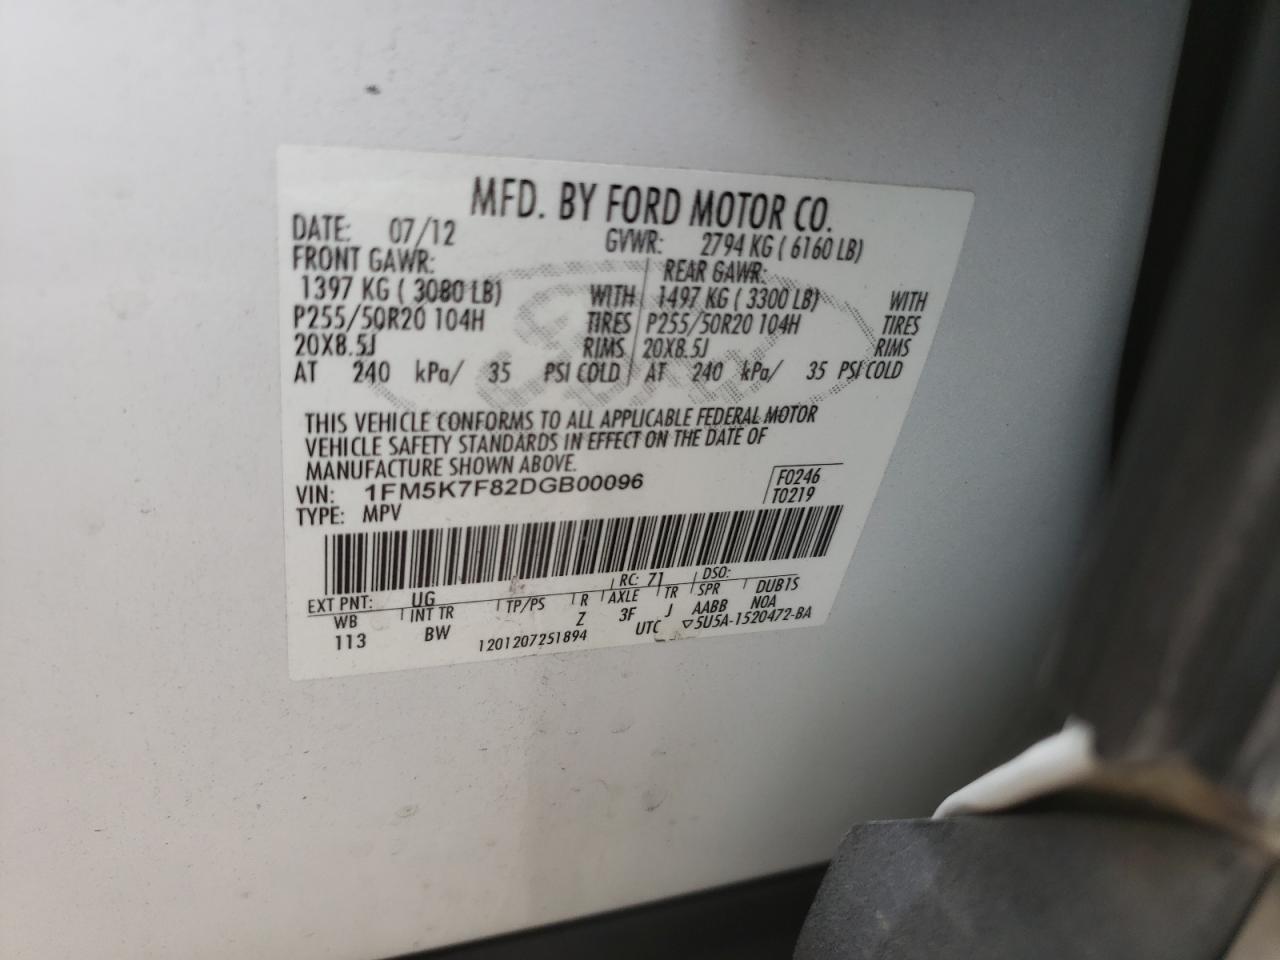 MFD. BY FORD MOTOR CO.
DATE: 07/12 GVWR: 2794 KG ( 6160 LB)
FRONT GAWR: REAR GAWR:
1397 KG ( 3080 LB) WITH 1497 KG ( 3300 LB) WITH
P255/50R20 104H TIRES P255/50R20 104H TIRES
20X8.5J RIMS 20X8.5J RIMS
AT 240 kPa/ 35 PSI COLD AT 240 kPa/ 35 PSI COLD
THIS VEHICLE CONFORMS TO ALL APPLICABLE FEDERAL MOTOR
VEHICLE SAFETY STANDARDS IN EFFECT ON THE DATE OF
MANUFACTURE SHOWN ABOVE.
VIN: 1FM5K7F82DGB00096 F0246
TYPE: MPV T0219
EXT PNT: UG RC: 71 DSO:
WB INT TR TP/PS R AXLE TR SPR DUB1S
113 BW Z 3F J AABB N0A
1201207251894 UTC ▽5U5A-1520472-BA